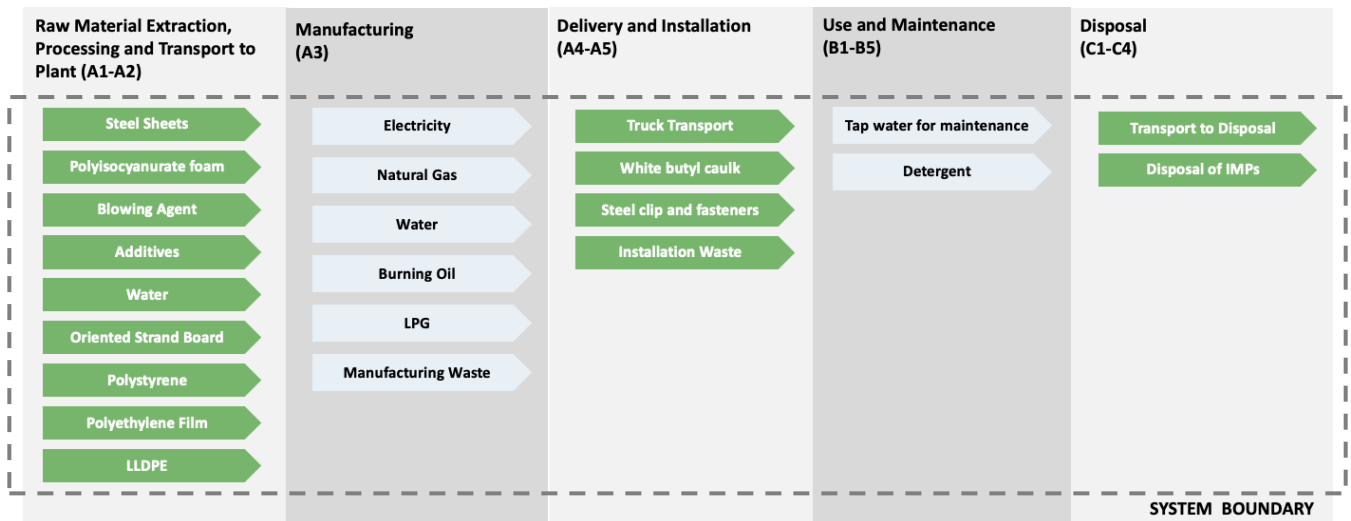 Raw Material Extraction,
Processing and Transport to
Plant (A1-A2)
Steel Sheets
Polyisocyanurate foam
Blowing Agent
Additives
Water
Oriented Strand Board
Polystyrene
Polyethylene Film
LLDPE
Manufacturing
(A3)
Electricity
Natural Gas
Water
Burning Oil
LPG
Manufacturing Waste
Delivery and Installation
(A4-A5)
Truck Transport
White butyl caulk
Steel clip and fasteners
Installation Waste
Use and Maintenance
(B1-B5)
Tap water for maintenance
Detergent
Disposal
(C1-C4)
Transport to Disposal
Disposal of IMPs
SYSTEM BOUNDARY